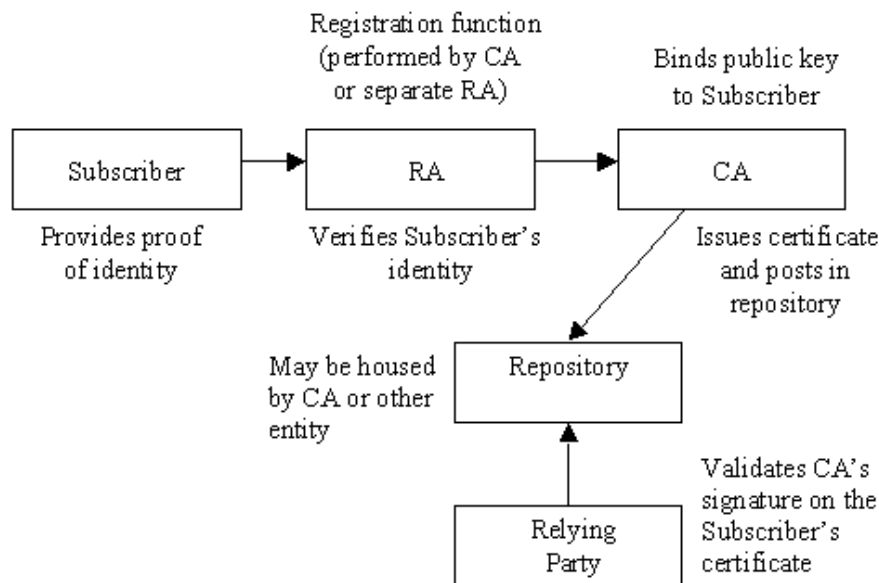 Registration function
(performed by CA
or separate RA)
Binds public key
to Subscriber
Subscriber
RA
CA
Provides proof
of identity
Verifies Subscriber's
identity
Issues certificate
and posts in
repository
May be housed
by CA or other
entity
Repository
Validates CA's
signature on the
Subscriber's
certificate
Relying
Party